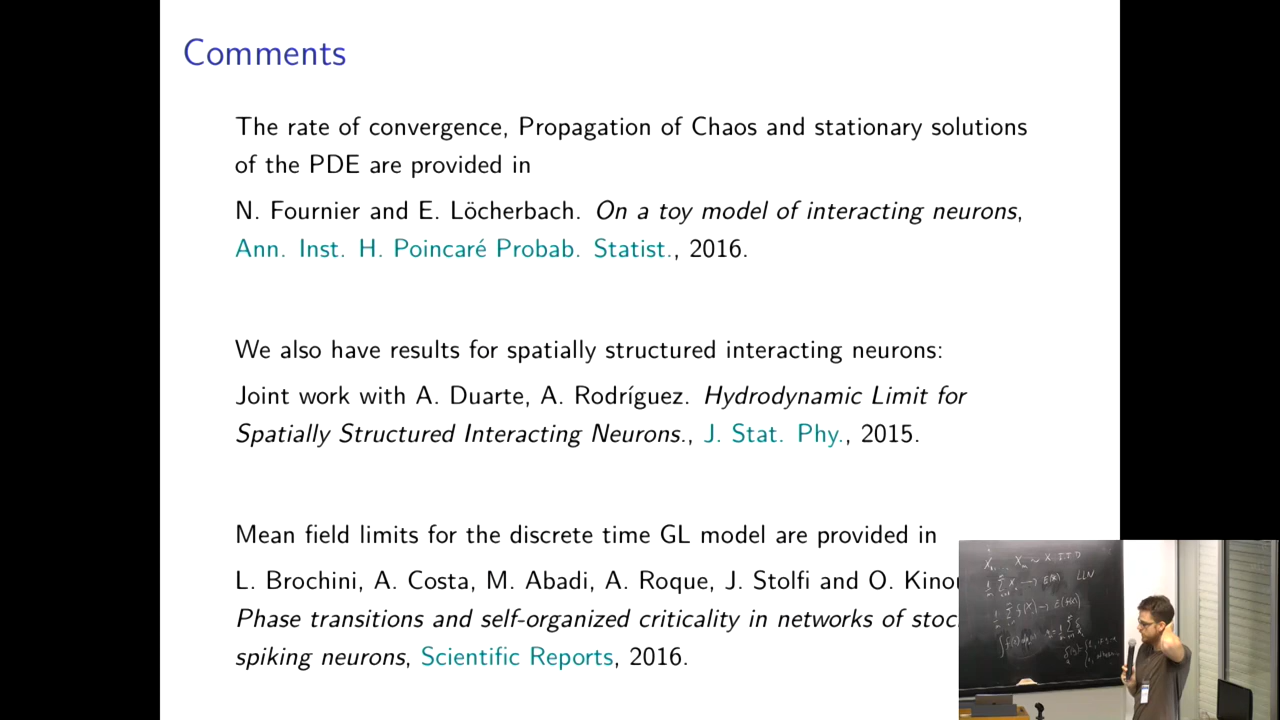 Comments
The rate of convergence, Propagation of Chaos and stationary solutions
of the PDE are provided in
N. Fournier and E. Löcherbach. On a toy model of interacting neurons,
Ann. Inst. H. Poincaré Probab. Statist., 2016.
We also have results for spatially structured interacting neurons:
Joint work with A. Duarte, A. Rodríguez. Hydrodynamic Limit for
Spatially Structured Interacting Neurons., J. Stat. Phy., 2015.
Mean field limits for the discrete time GL model are provided in
L. Brochini, A. Costa, M. Abadi, A. Roque, J. Stolfi and O. Kinou
Phase transitions and self-organized criticality in networks of stoc
spiking neurons, Scientific Reports, 2016.
LLN